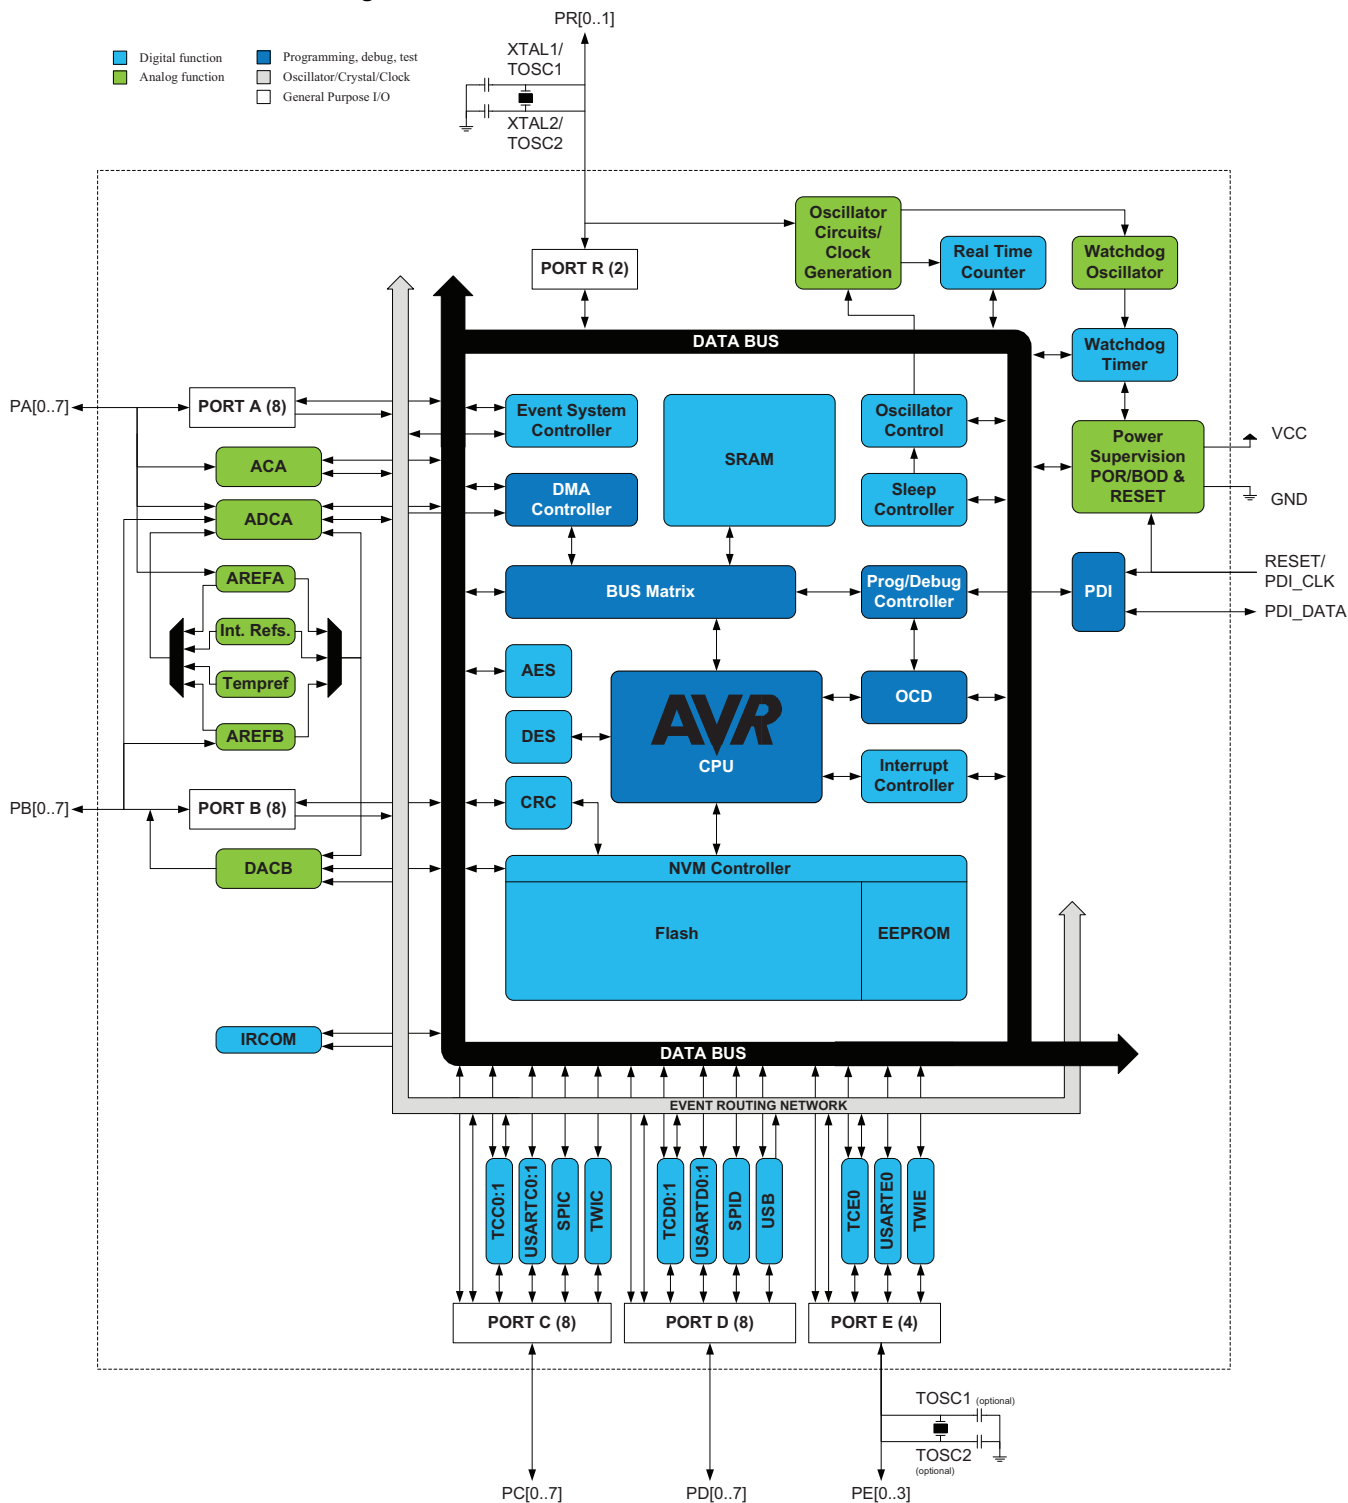 PR[0..1]
Digital function
Analog function
Programming, debug, test
Oscillator/Crystal/Clock
General Purpose I/O
XTAL1/
TOSC1
XTAL2/
TOSC2
PORT R (2)
Oscillator
Circuits/
Clock
Generation
Real Time
Counter
Watchdog
Oscillator
DATA BUS
Watchdog
Timer
PA[0..7]
PORT A (8)
Event System
Controller
SRAM
Oscillator
Control
Power
Supervision
POR/BOD &
RESET
VCC
GND
ACA
DMA
Controller
Sleep
Controller
ADCA
AREFA
BUS Matrix
Prog/Debug
Controller
PDI
RESET/
PDI_CLK
PDI_DATA
Int. Refs.
Tempref
AREFB
AES
DES
CRC
AVR
CPU
OCD
Interrupt
Controller
PB[0..7]
PORT B (8)
DACB
NVM Controller
Flash
EEPROM
IRCOM
DATA BUS
EVENT ROUTING NETWORK
TCC0:1
USARTC0:1
SPIC
TWIC
TCD0:1
USARTD0:1
SPID
USB
TCE0
USARTE0
TWIE
PORT C (8)
PORT D (8)
PORT E (4)
TOSC1 (optional)
TOSC2
(optional)
PC[0..7]
PD[0..7]
PE[0..3]